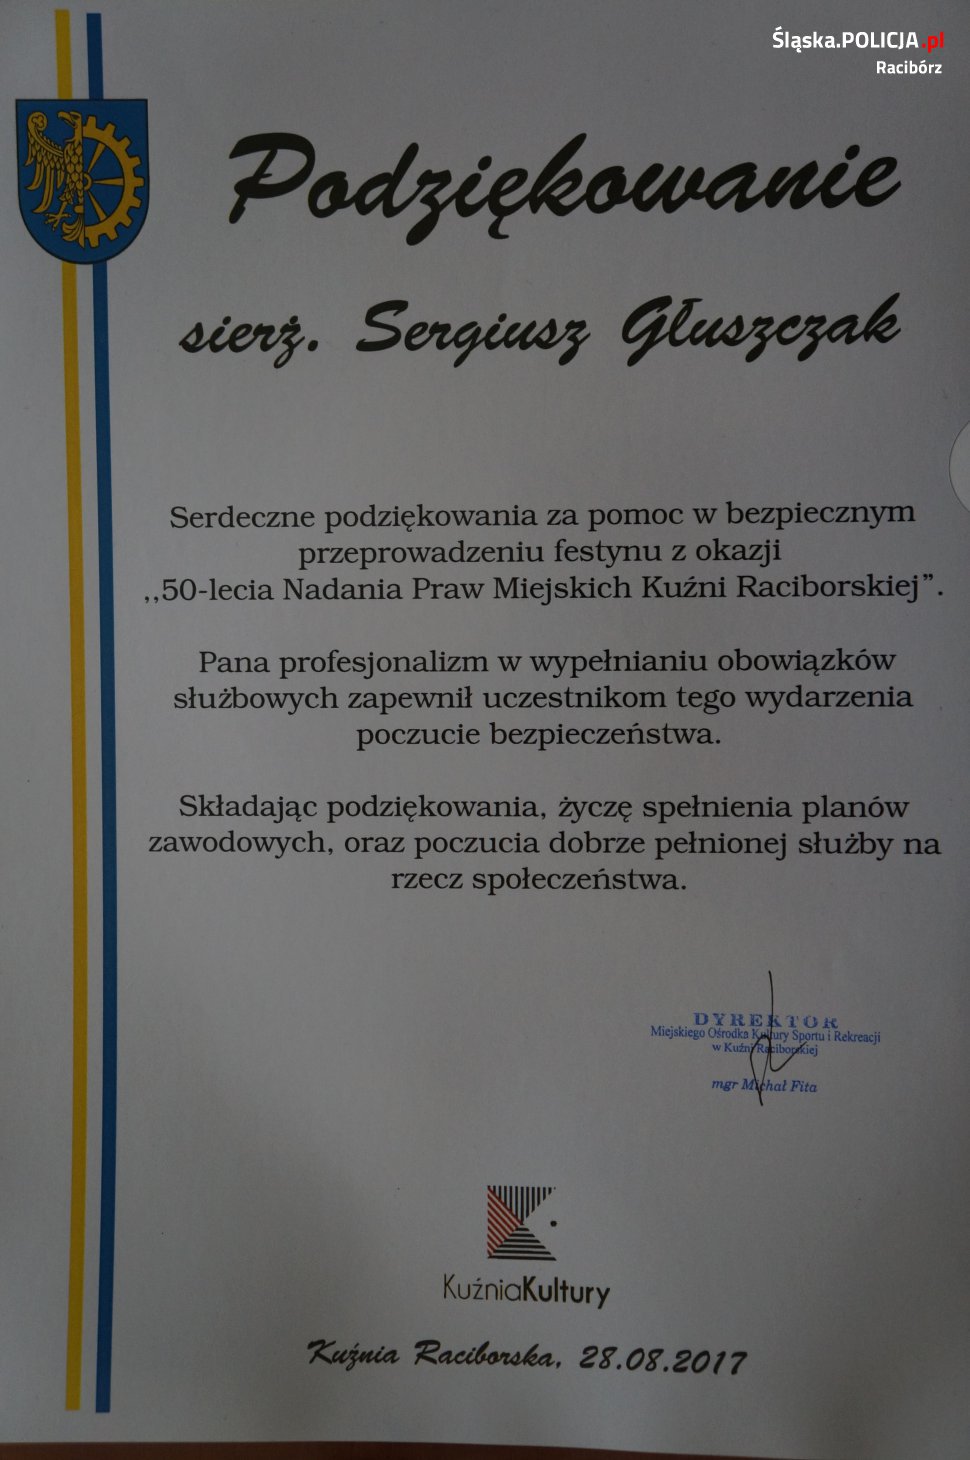 Śląska.POLICJA.pl
Racibórz
Podziękowanie
sierż. Sergiusz Głuszczak
Serdeczne podziękowania za pomoc w bezpiecznym
przeprowadzeniu festynu z okazji
,,50-lecia Nadania Praw Miejskich Kuźni Raciborskiej”.
Pana profesjonalizm w wypełnianiu obowiązków
służbowych zapewnił uczestnikom tego wydarzenia
poczucie bezpieczeństwa.
Składając podziękowania, życzę spełnienia planów
zawodowych, oraz poczucia dobrze pełnionej służby na
rzecz społeczeństwa.
DYREKTOR
Miejskiego Ośrodka Kultury Sportu i Rekreacji
w Kuźni Raciborskiej
mgr Michał Fita
KuźniaKultury
Kuźnia Raciborska, 28.08.2017